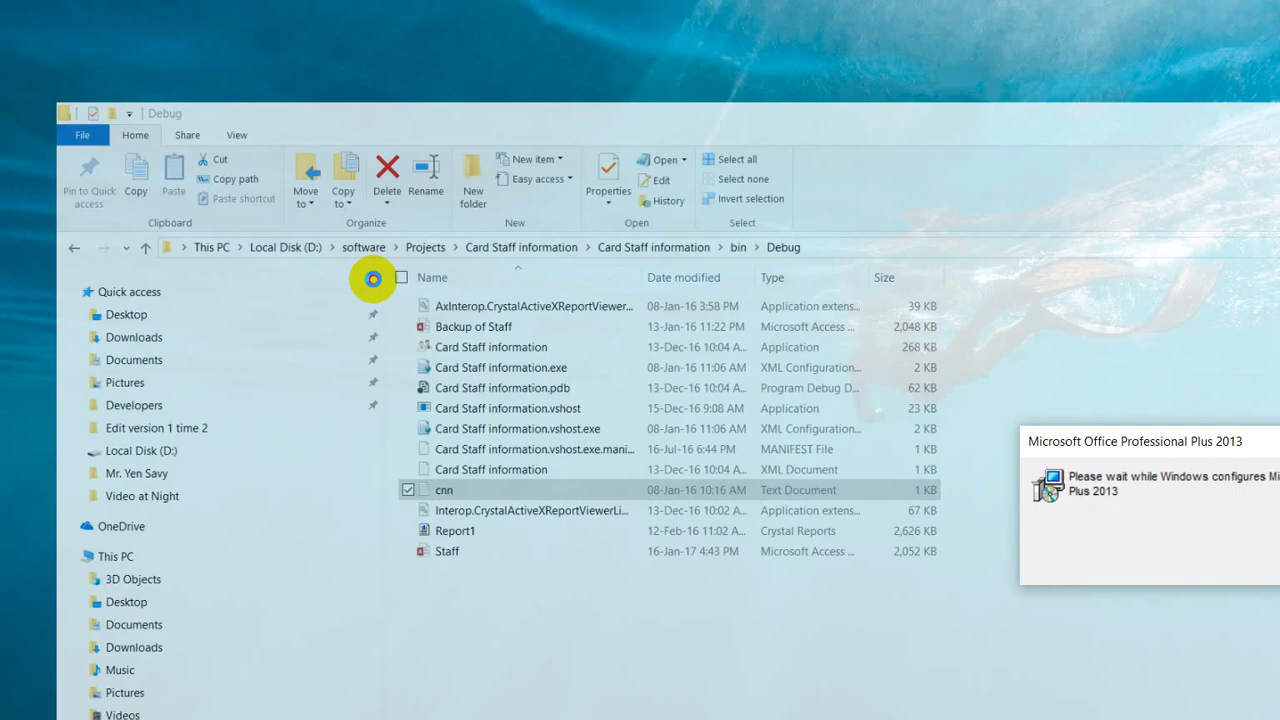 Debug
File Home Share View
Pin to Quick access
Copy
Paste
Cut
Copy path
Paste shortcut
Clipboard
Move to
Copy to
Delete
Rename
Organize
New folder
New item
Easy access
New
Properties
Open
Edit
History
Open
Select all
Select none
Invert selection
Select
This PC > Local Disk (D:) > software > Projects > Card Staff information > Card Staff information > bin > Debug
Quick access
Desktop
Downloads
Documents
Pictures
Developers
Edit version 1 time 2
Local Disk (D:)
Mr. Yen Savy
Video at Night
OneDrive
This PC
3D Objects
Desktop
Documents
Downloads
Music
Pictures
Videos
Name Date modified Type Size
AxInterop.CrystalActiveXReportViewer... 08-Jan-16 3:58 PM Application extens... 39 KB
Backup of Staff 13-Jan-16 11:22 PM Microsoft Access ... 2,048 KB
Card Staff information 13-Dec-16 10:04 A... Application 268 KB
Card Staff information.exe 08-Jan-16 11:06 AM XML Configuration... 2 KB
Card Staff information.pdb 13-Dec-16 10:04 A... Program Debug D... 62 KB
Card Staff information.vshost 15-Dec-16 9:08 AM Application 23 KB
Card Staff information.vshost.exe 08-Jan-16 11:06 AM XML Configuration... 2 KB
Card Staff information.vshost.exe.mani... 16-Jul-16 6:44 PM MANIFEST File 1 KB
Card Staff information 13-Dec-16 10:04 A... XML Document 1 KB
cnn 08-Jan-16 10:16 AM Text Document 1 KB
Interop.CrystalActiveXReportViewerLi... 13-Dec-16 10:02 A... Application extens... 67 KB
Report1 12-Feb-16 11:02 A... Crystal Reports 2,626 KB
Staff 16-Jan-17 4:43 PM Microsoft Access ... 2,052 KB
Microsoft Office Professional Plus 2013
Please wait while Windows configures Mi
Plus 2013